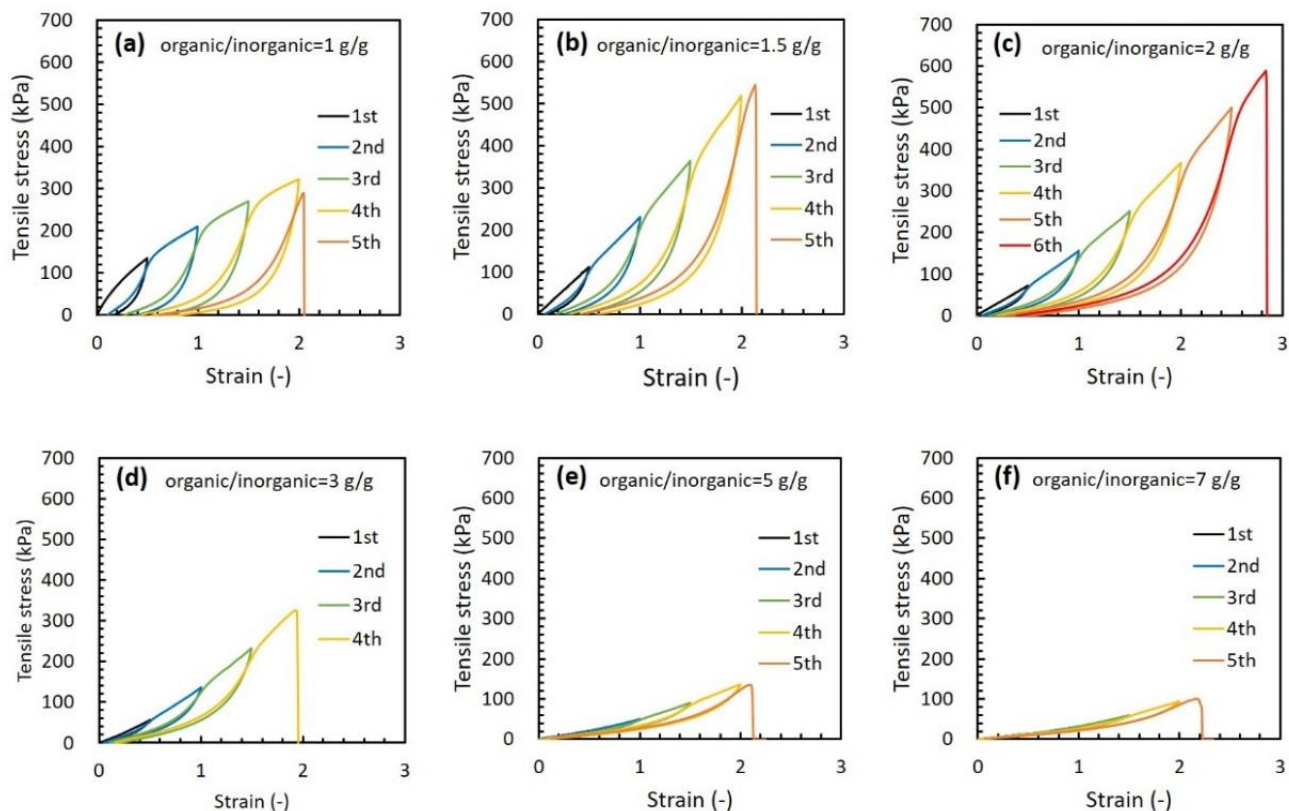 (a) organic/inorganic=1 g/g
Tensile stress (kPa)
700
600
500
400
300
200
100
0
1st
2nd
3rd
4th
5th
0 1 2 3
Strain (-)
(b) organic/inorganic=1.5 g/g
Tensile stress (kPa)
700
600
500
400
300
200
100
0
1st
2nd
3rd
4th
5th
0 1 2 3
Strain (-)
(c) organic/inorganic=2 g/g
Tensile stress (kPa)
700
600
500
400
300
200
100
0
1st
2nd
3rd
4th
5th
6th
0 1 2 3
Strain (-)
(d) organic/inorganic=3 g/g
Tensile stress (kPa)
700
600
500
400
300
200
100
0
1st
2nd
3rd
4th
0 1 2 3
Strain (-)
(e) organic/inorganic=5 g/g
Tensile stress (kPa)
700
600
500
400
300
200
100
0
1st
2nd
3rd
4th
5th
0 1 2 3
Strain (-)
(f) organic/inorganic=7 g/g
Tensile stress (kPa)
700
600
500
400
300
200
100
0
1st
2nd
3rd
4th
5th
0 1 2 3
Strain (-)